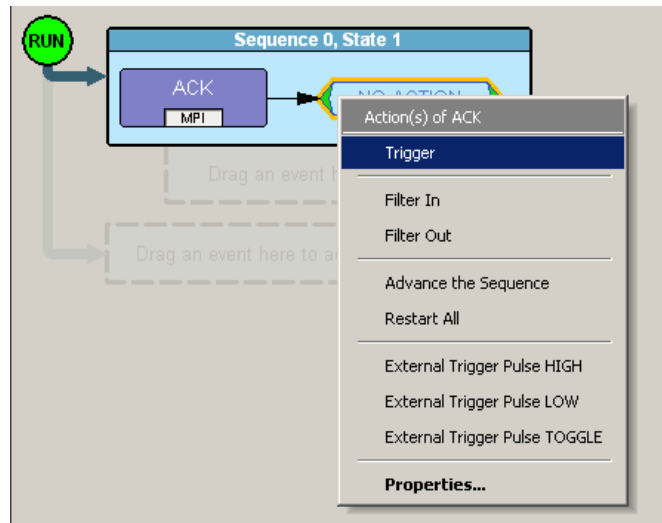 RUN
Sequence 0, State 1
ACK
MPI
NO ACTION
Action(s) of ACK
Trigger
Drag an event h
Filter In
Filter Out
Drag an event here to a
Advance the Sequence
Restart All
External Trigger Pulse HIGH
External Trigger Pulse LOW
External Trigger Pulse TOGGLE
Properties...